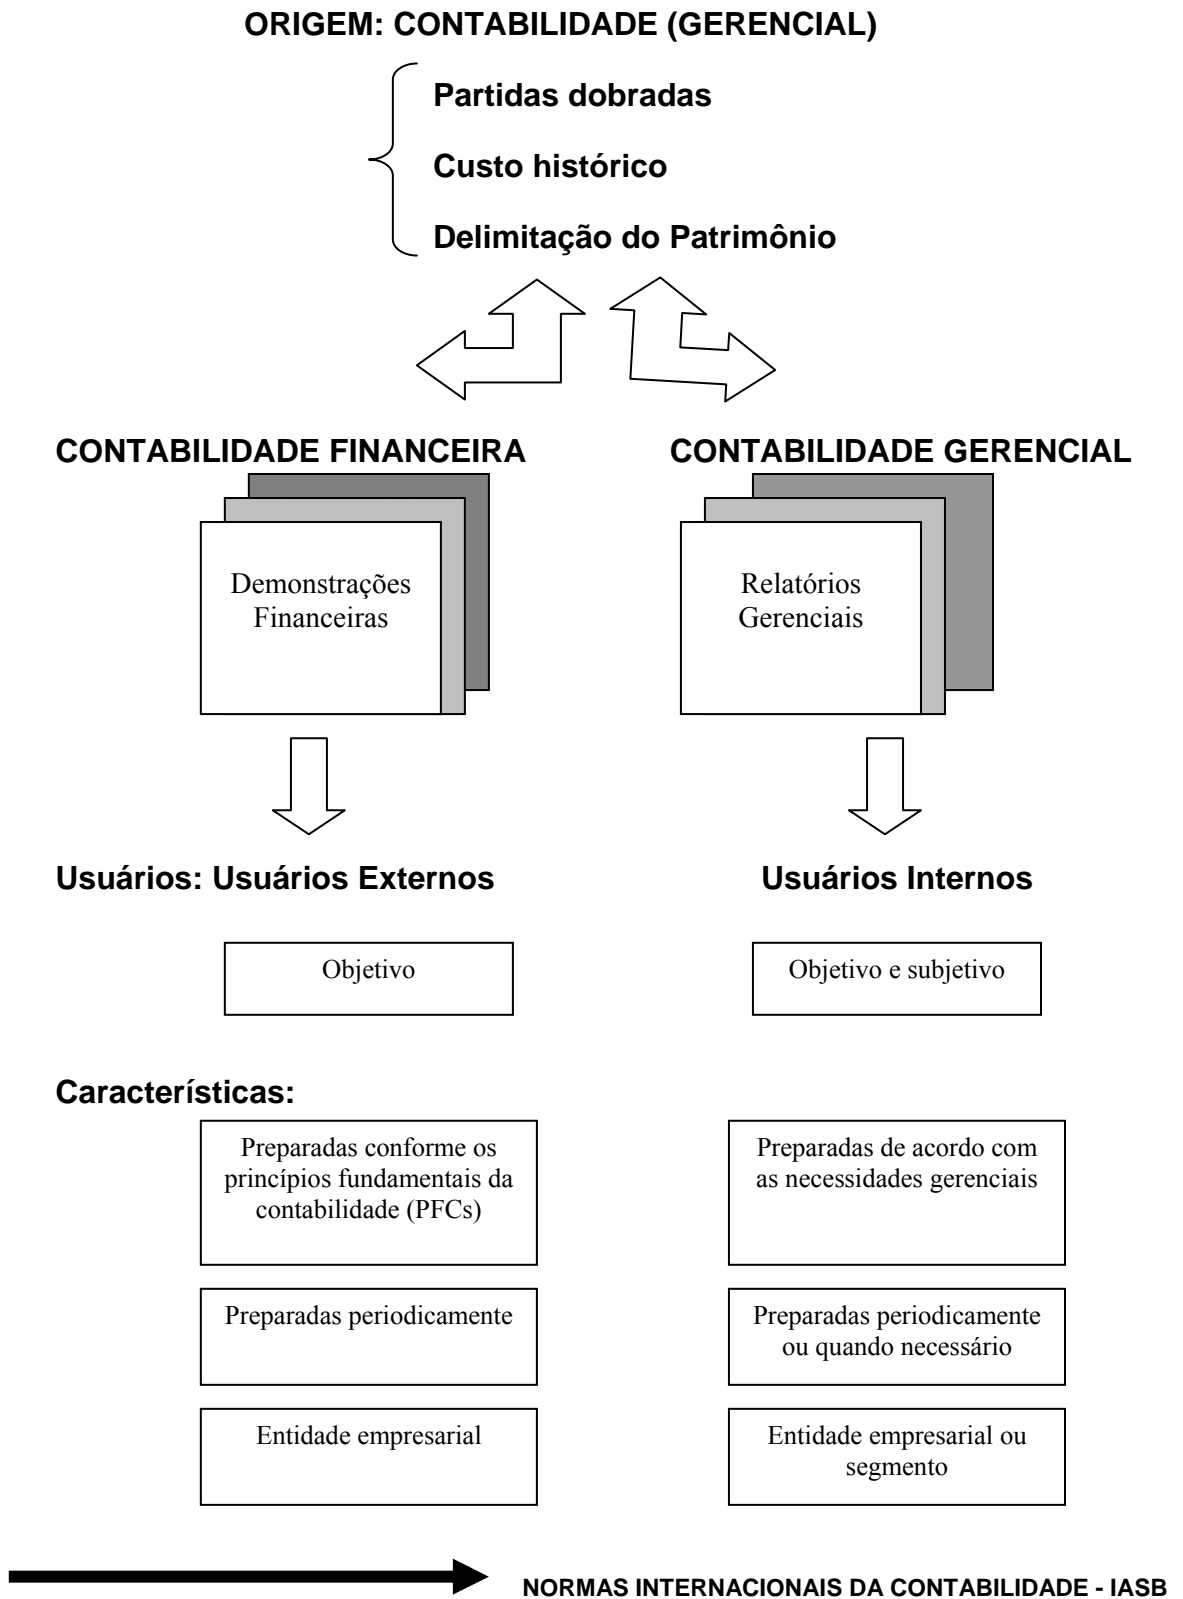 ORIGEM: CONTABILIDADE (GERENCIAL)
Partidas dobradas
Custo histórico
Delimitação do Patrimônio
CONTABILIDADE FINANCEIRA
CONTABILIDADE GERENCIAL
Demonstrações
Financeiras
Relatórios
Gerenciais
Usuários: Usuários Externos
Usuários Internos
Objetivo
Objetivo e subjetivo
Características:
Preparadas conforme os
princípios fundamentais da
contabilidade (PFCs)
Preparadas de acordo com
as necessidades gerenciais
Preparadas periodicamente
Preparadas periodicamente
ou quando necessário
Entidade empresarial
Entidade empresarial ou
segmento
NORMAS INTERNACIONAIS DA CONTABILIDADE - IASB